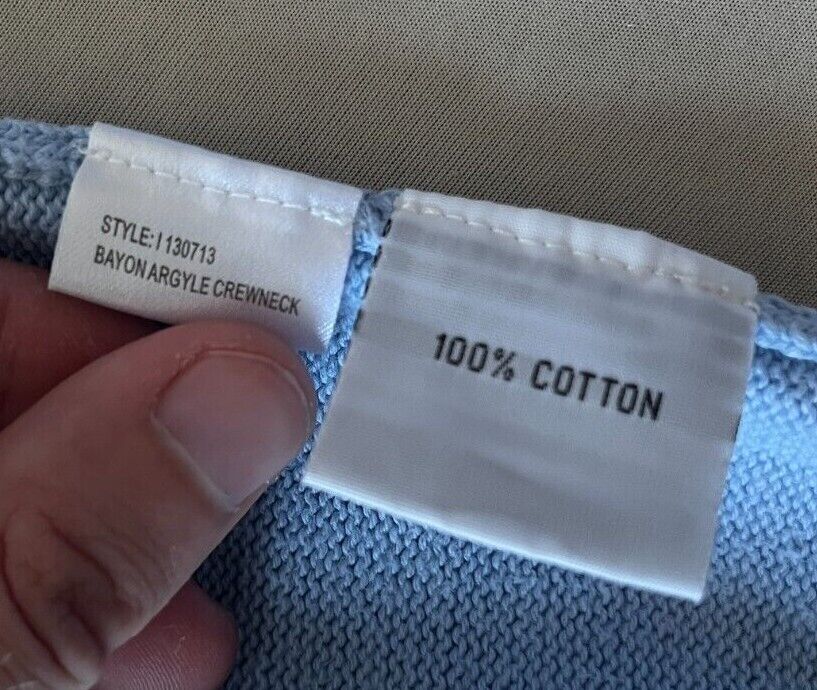 STYLE: I 130713
BAYON ARGYLE CREWNECK
100% COTTON